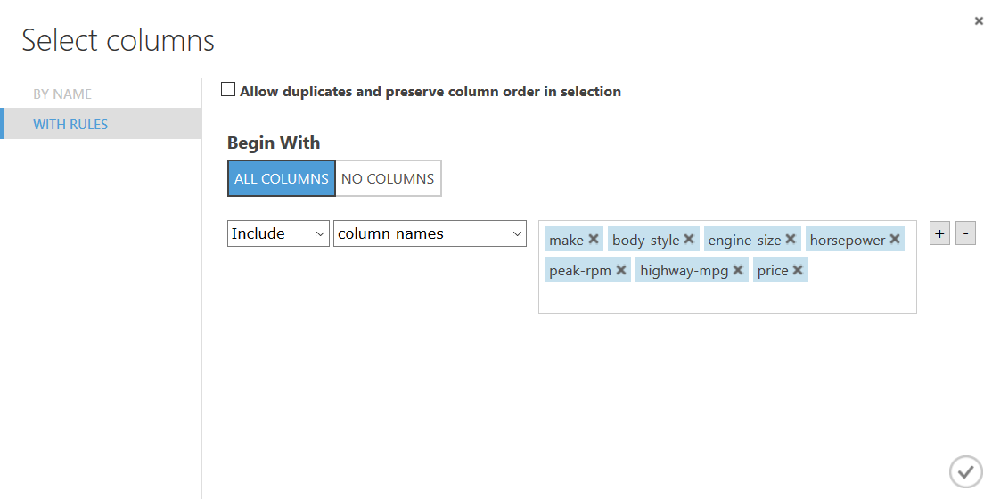 Select columns
BY NAME
WITH RULES
Allow duplicates and preserve column order in selection
Begin With
ALL COLUMNS NO COLUMNS
Include column names
make body-style engine-size horsepower
peak-rpm highway-mpg price
+ -